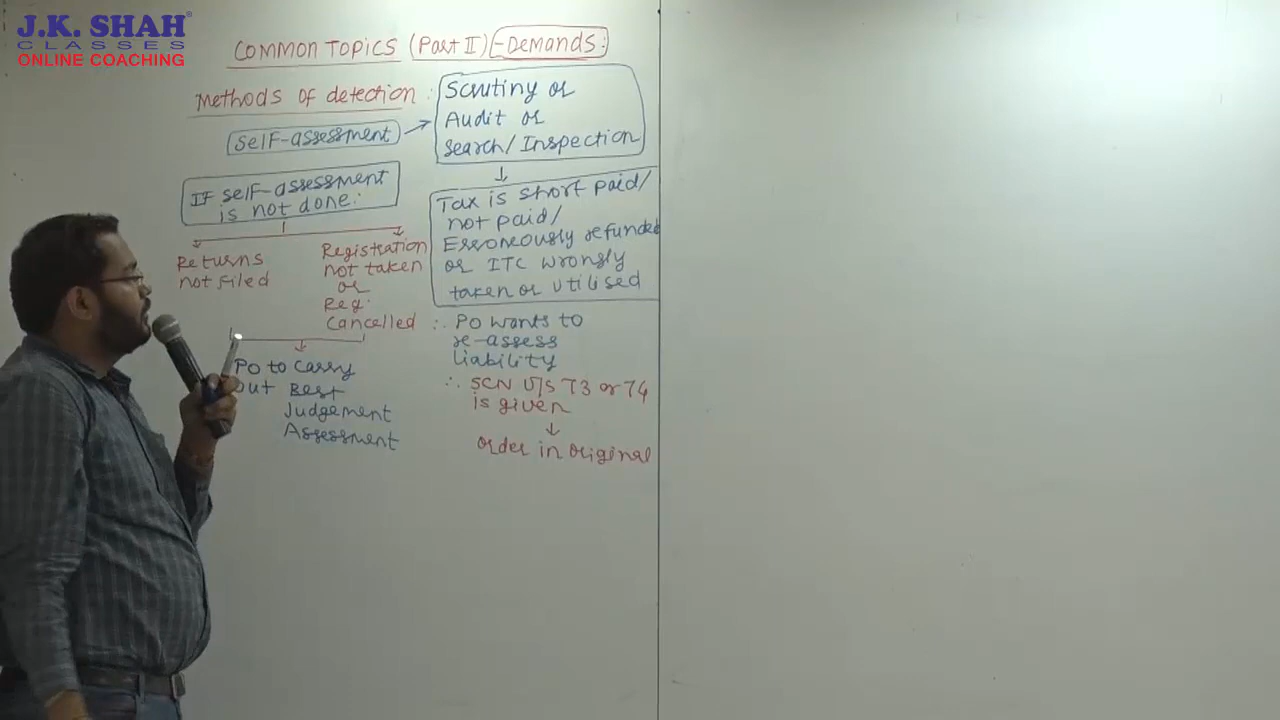 J.K. SHAH®
CLASSES
ONLINE COACHING
COMMON TOPICS (Part II) - Demands:
Methods of detection :
Self-assessment
Scrutiny or
Audit or
Search/Inspection
If self-assessment
is not done:
Returns
not filed
Registration
not taken
or
Reg.
Cancelled
PO to carry
out Best
Judgement
Assessment
Tax is short paid/
not paid/
Erroneously refunded
or ITC wrongly
taken or utilised
∴ PO wants to
re-assess
liability
∴ SCN U/S 73 or 74
is given
Order in original